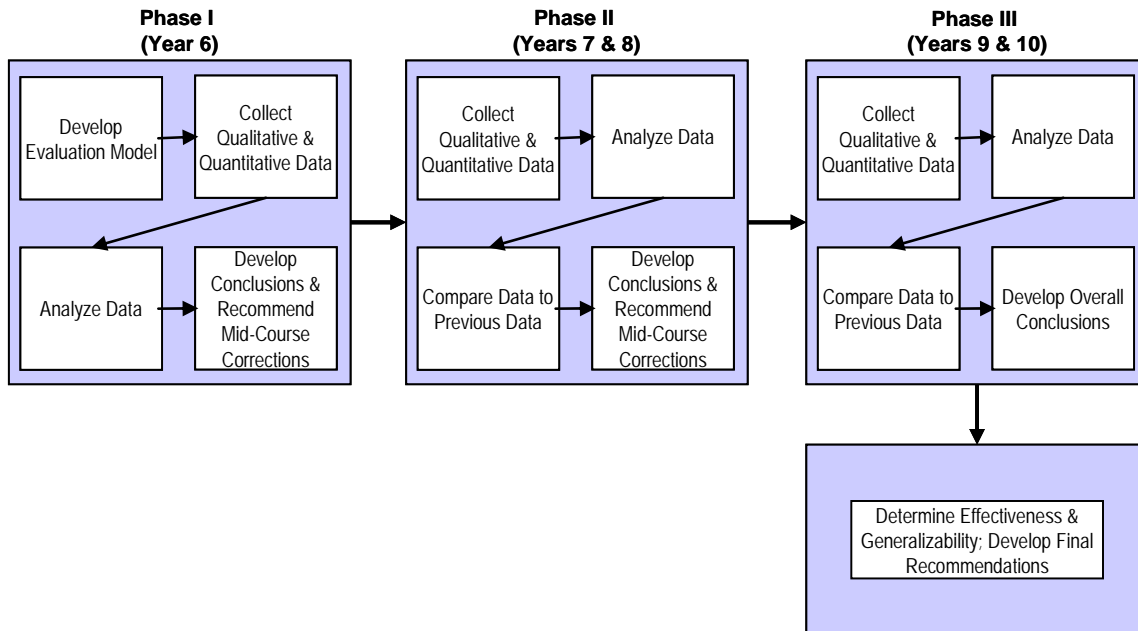 Phase I
(Year 6)
Develop
Evaluation Model
Collect
Qualitative &
Quantitative Data
Analyze Data
Develop
Conclusions &
Recommend
Mid-Course
Corrections
Phase II
(Years 7 & 8)
Collect
Qualitative &
Quantitative Data
Analyze Data
Compare Data to
Previous Data
Develop
Conclusions &
Recommend
Mid-Course
Corrections
Phase III
(Years 9 & 10)
Collect
Qualitative &
Quantitative Data
Analyze Data
Compare Data to
Previous Data
Develop Overall
Conclusions
Determine Effectiveness &
Generalizability; Develop Final
Recommendations